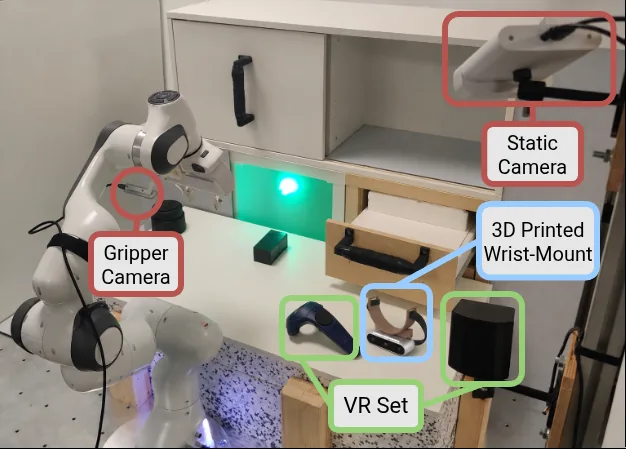 Static
Camera
3D Printed
Wrist-Mount
Gripper
Camera
VR Set